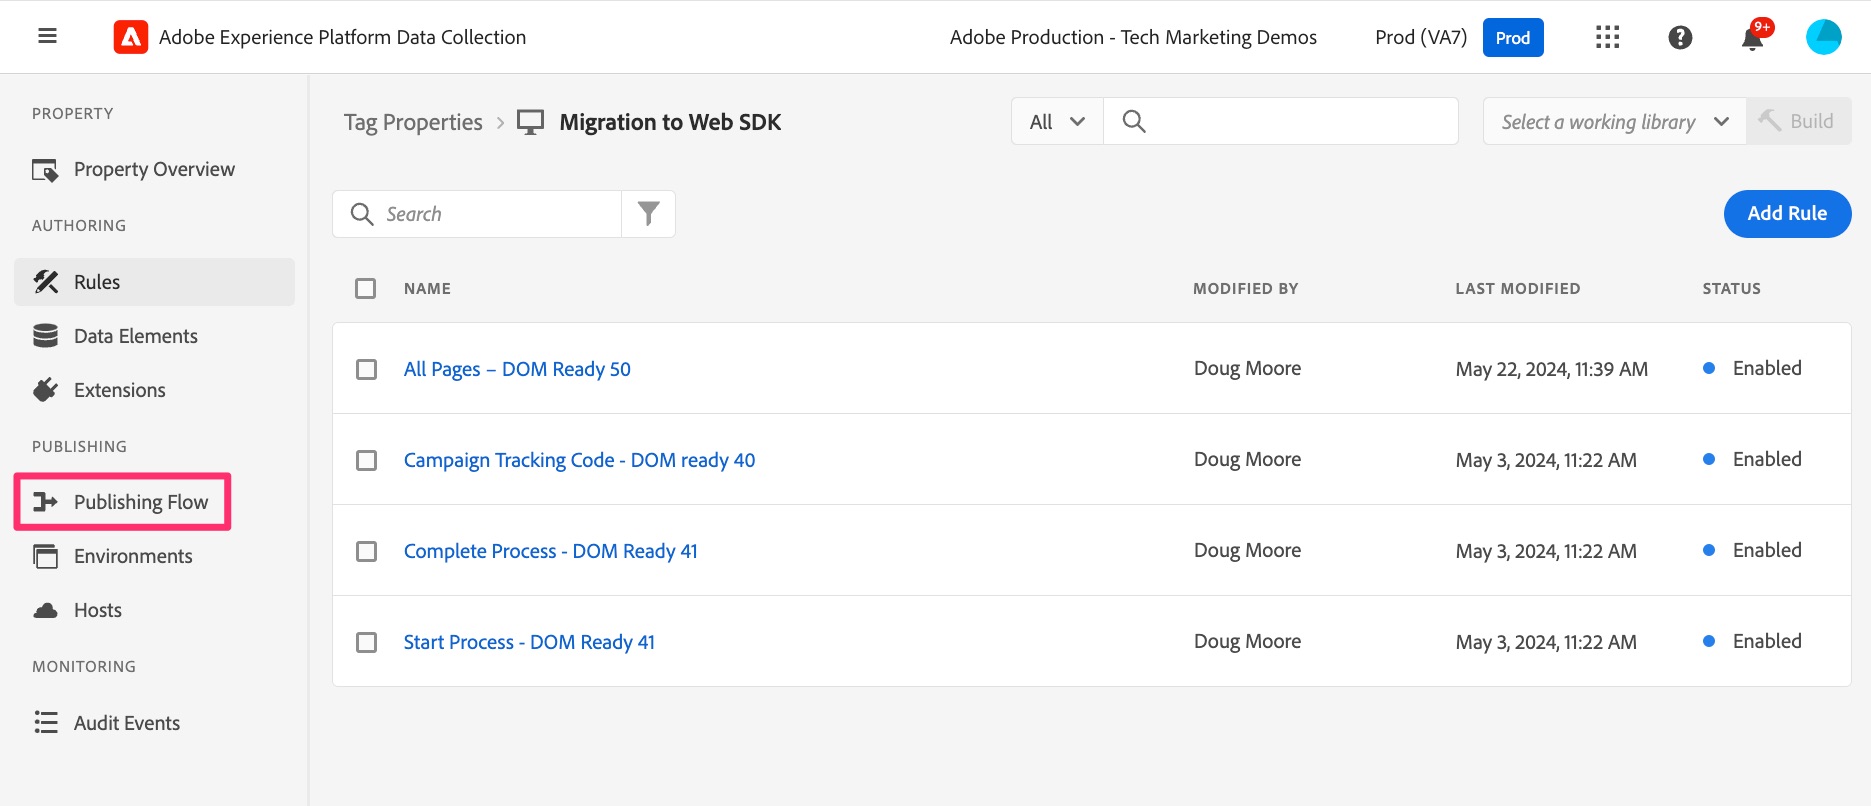 Adobe Experience Platform Data Collection
Adobe Production - Tech Marketing Demos
Prod (VA7)
Prod
9+
PROPERTY
Property Overview
AUTHORING
Rules
Data Elements
Extensions
PUBLISHING
Publishing Flow
Environments
Hosts
MONITORING
Audit Events
Tag Properties > Migration to Web SDK
All
Select a working library
Build
Search
Add Rule
NAME MODIFIED BY LAST MODIFIED STATUS
All Pages – DOM Ready 50 Doug Moore May 22, 2024, 11:39 AM Enabled
Campaign Tracking Code - DOM ready 40 Doug Moore May 3, 2024, 11:22 AM Enabled
Complete Process - DOM Ready 41 Doug Moore May 3, 2024, 11:22 AM Enabled
Start Process - DOM Ready 41 Doug Moore May 3, 2024, 11:22 AM Enabled